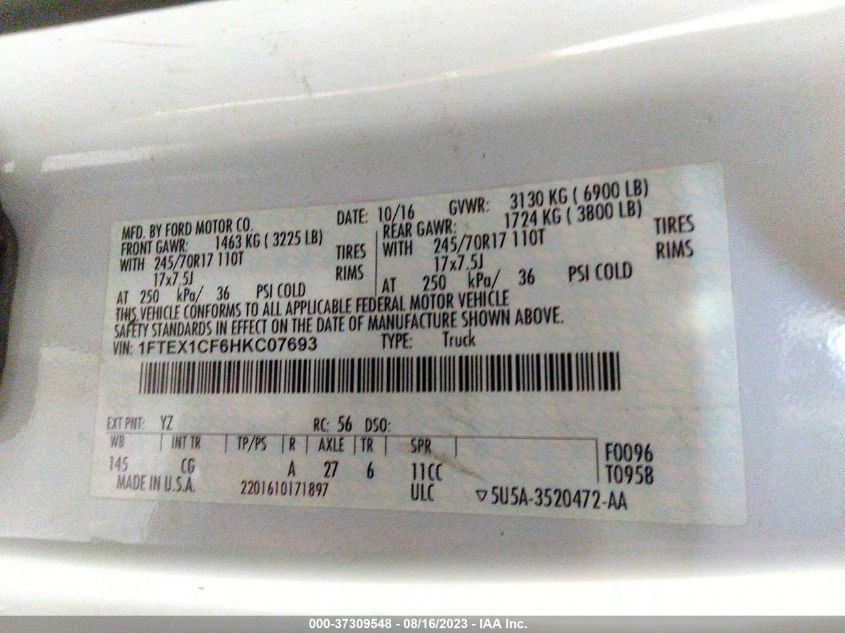 MFD. BY FORD MOTOR CO. DATE: 10/16 GVWR: 3130 KG ( 6900 LB)
FRONT GAWR: 1463 KG ( 3225 LB) REAR GAWR: 1724 KG ( 3800 LB)
WITH 245/70R17 110T TIRES WITH 245/70R17 110T TIRES
17x7.5J RIMS 17x7.5J RIMS
AT 250 kPa/ 36 PSI COLD AT 250 kPa/ 36 PSI COLD
THIS VEHICLE CONFORMS TO ALL APPLICABLE FEDERAL MOTOR VEHICLE
SAFETY STANDARDS IN EFFECT ON THE DATE OF MANUFACTURE SHOWN ABOVE.
VIN: 1FTEX1CF6HKC07693 TYPE: Truck
EXT PNT: YZ RC: 56 DSO:
WB INT TR TP/PS R AXLE TR SPR F0096
145 CG A 27 6 11CC T095B
MADE IN U.S.A. 2201610171897 ULC ▽5U5A-3520472-AA
000-37309548 - 08/16/2023 - IAA Inc.